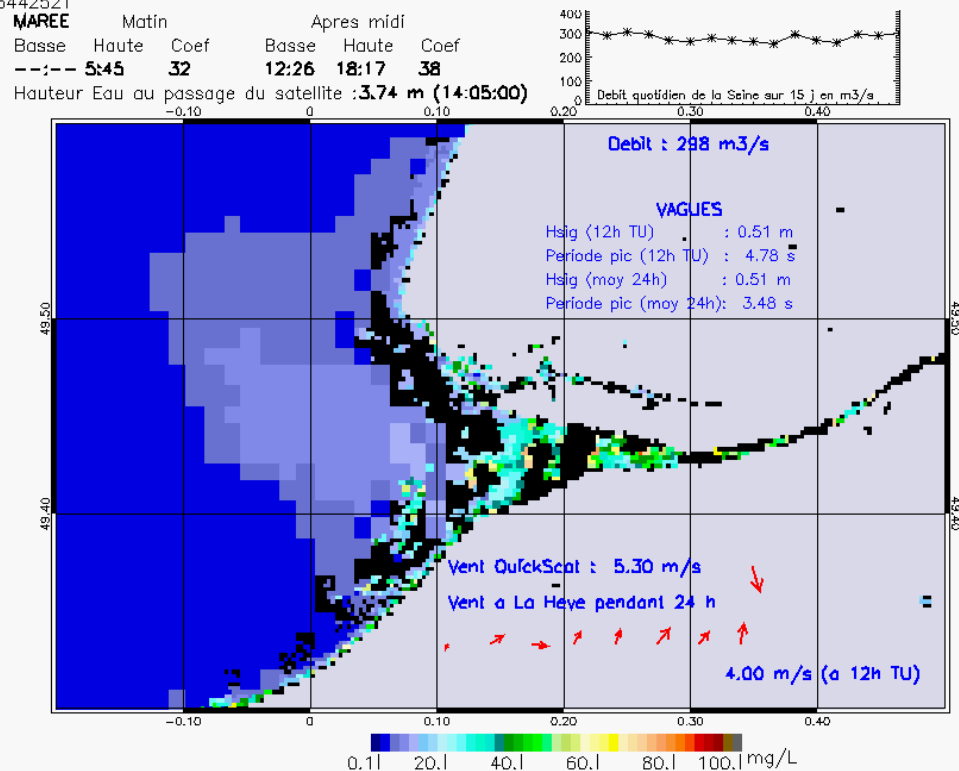 MAREE Matin Apres midi
Basse Haute Coef Basse Haute Coef
--:-- 5:45 32 12:26 18:17 38
Hauteur Eau au passage du satellite :3.74 m (14:05:00)
400
300
200
100
0
Debit quotidien de la Seine sur 15 j en m3/s
-0.10 0 0.10 0.20 0.30 0.40
Debit : 298 m3/s
VAGUES
Hsig (12h TU) : 0.51 m
Periode pic (12h TU) : 4.78 s
Hsig (moy 24h) : 0.51 m
Periode pic (moy 24h): 3.48 s
49.50 49.50
49.40 49.40
Vent QuickScat : 5.30 m/s
Vent a La Heve pendant 24 h
4.00 m/s (a 12h TU)
-0.10 0 0.10 0.20 0.30 0.40
0.1| 20.| 40.| 60.| 80.| 100.| mg/L